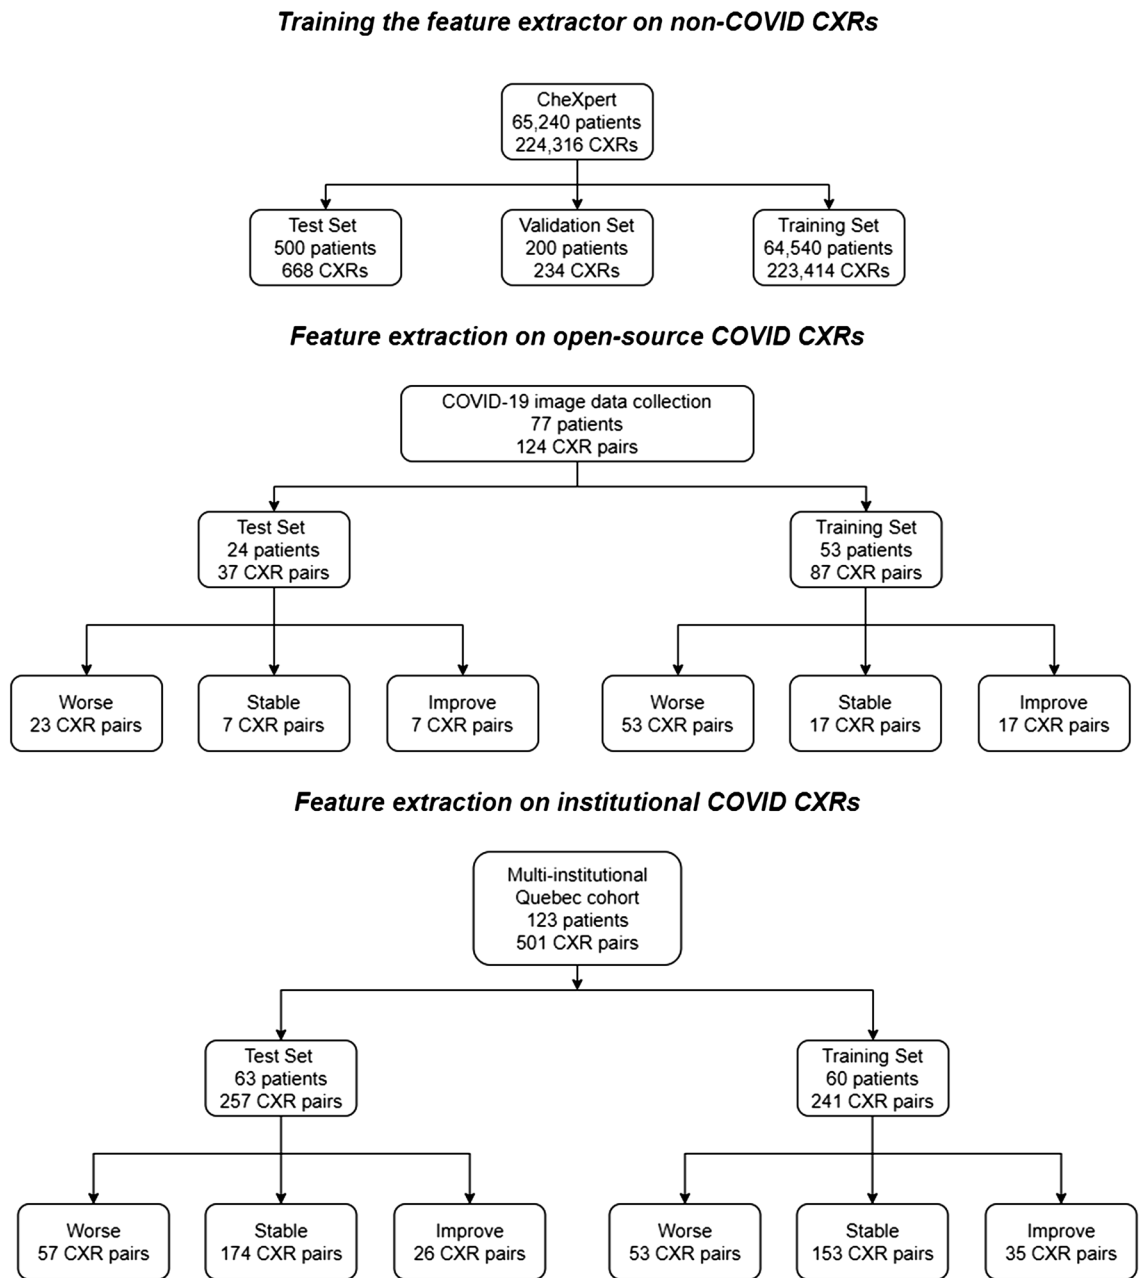 Training the feature extractor on non-COVID CXRs
CheXpert
65,240 patients
224,316 CXRs
Test Set
500 patients
668 CXRs
Validation Set
200 patients
234 CXRs
Training Set
64,540 patients
223,414 CXRs
Feature extraction on open-source COVID CXRs
COVID-19 image data collection
77 patients
124 CXR pairs
Test Set
24 patients
37 CXR pairs
Training Set
53 patients
87 CXR pairs
Worse
23 CXR pairs
Stable
7 CXR pairs
Improve
7 CXR pairs
Worse
53 CXR pairs
Stable
17 CXR pairs
Improve
17 CXR pairs
Feature extraction on institutional COVID CXRs
Multi-institutional
Quebec cohort
123 patients
501 CXR pairs
Test Set
63 patients
257 CXR pairs
Training Set
60 patients
241 CXR pairs
Worse
57 CXR pairs
Stable
174 CXR pairs
Improve
26 CXR pairs
Worse
53 CXR pairs
Stable
153 CXR pairs
Improve
35 CXR pairs